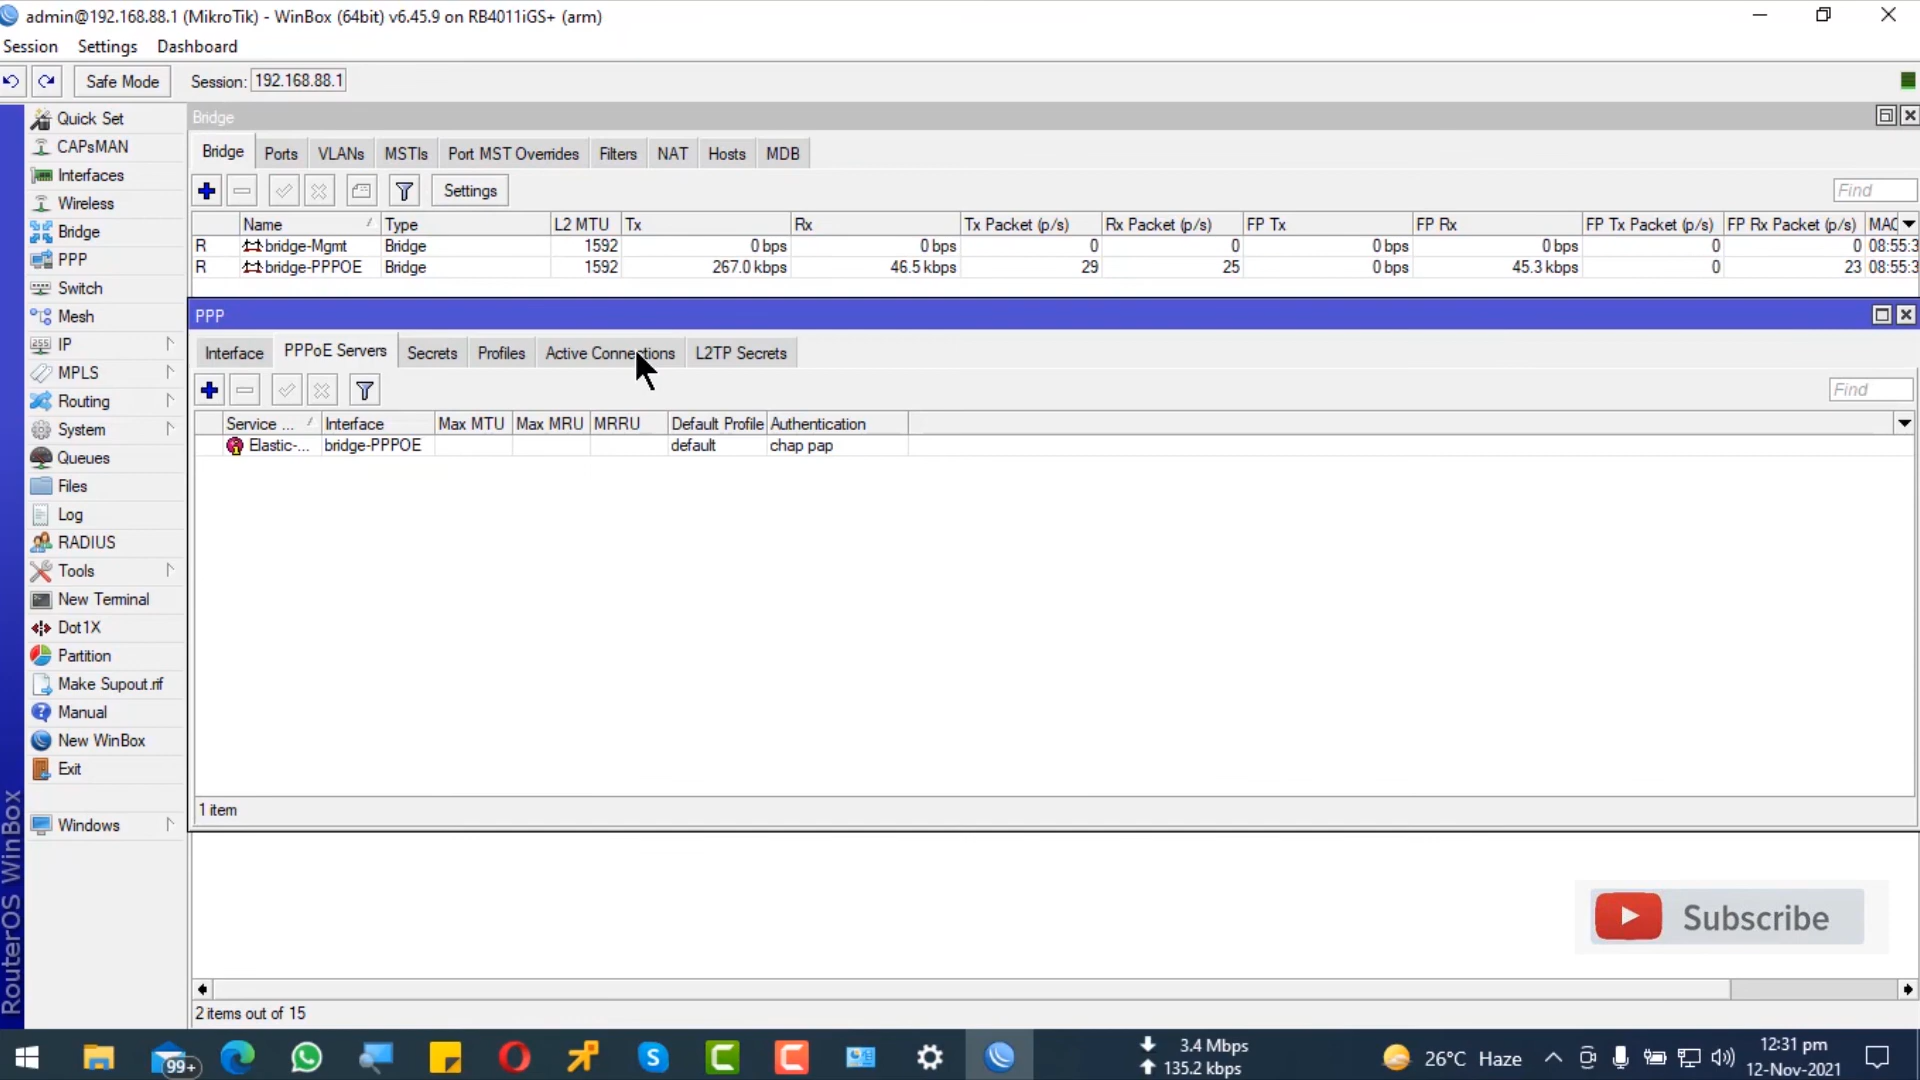 admin@192.168.88.1 (MikroTik) - WinBox (64bit) v6.45.9 on RB4011iGS+ (arm)
Session Settings Dashboard
Safe Mode Session: 192.168.88.1
Quick Set
CAPsMAN
Interfaces
Wireless
Bridge
PPP
Switch
Mesh
IP
MPLS
Routing
System
Queues
Files
Log
RADIUS
Tools
New Terminal
Dot1X
Partition
Make Supout.rif
Manual
New WinBox
Exit
Windows
RouterOS WinBox
Bridge
Bridge Ports VLANs MSTIs Port MST Overrides Filters NAT Hosts MDB
Settings Find
Name Type L2 MTU Tx Rx Tx Packet (p/s) Rx Packet (p/s) FP Tx FP Rx FP Tx Packet (p/s) FP Rx Packet (p/s) MAC
R bridge-Mgmt Bridge 1592 0 bps 0 bps 0 0 0 bps 0 bps 0 0 08:55:3
R bridge-PPPOE Bridge 1592 267.0 kbps 46.5 kbps 29 25 0 bps 45.3 kbps 0 23 08:55:3
PPP
Interface PPPoE Servers Secrets Profiles Active Connections L2TP Secrets
Find
Service ... Interface Max MTU Max MRU MRRU Default Profile Authentication
Elastic-... bridge-PPPOE default chap pap
1 item
Subscribe
2 items out of 15
99+
3.4 Mbps
135.2 kbps
26°C Haze
12:31 pm
12-Nov-2021